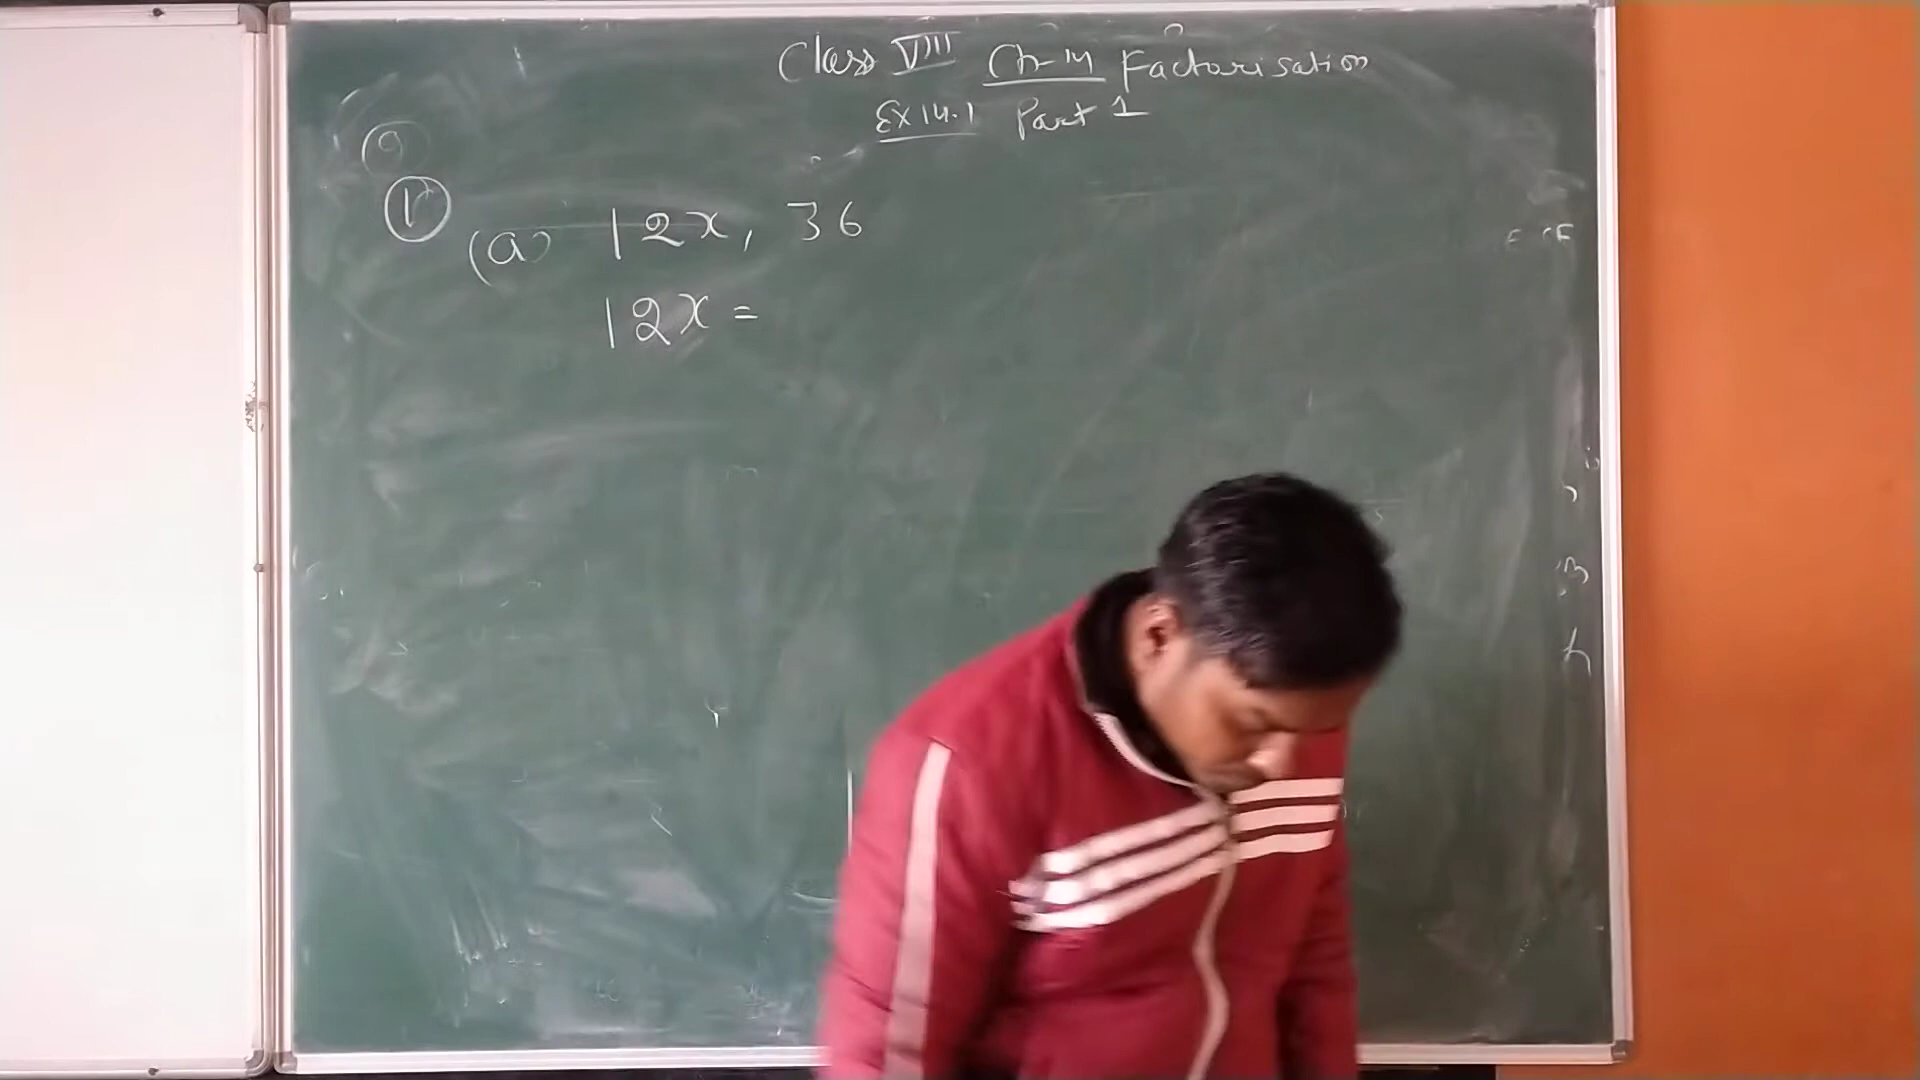 Class VIII Ch-14 Factorisation
Ex 14.1 Part 1
1 (a) 12x, 36
12x =